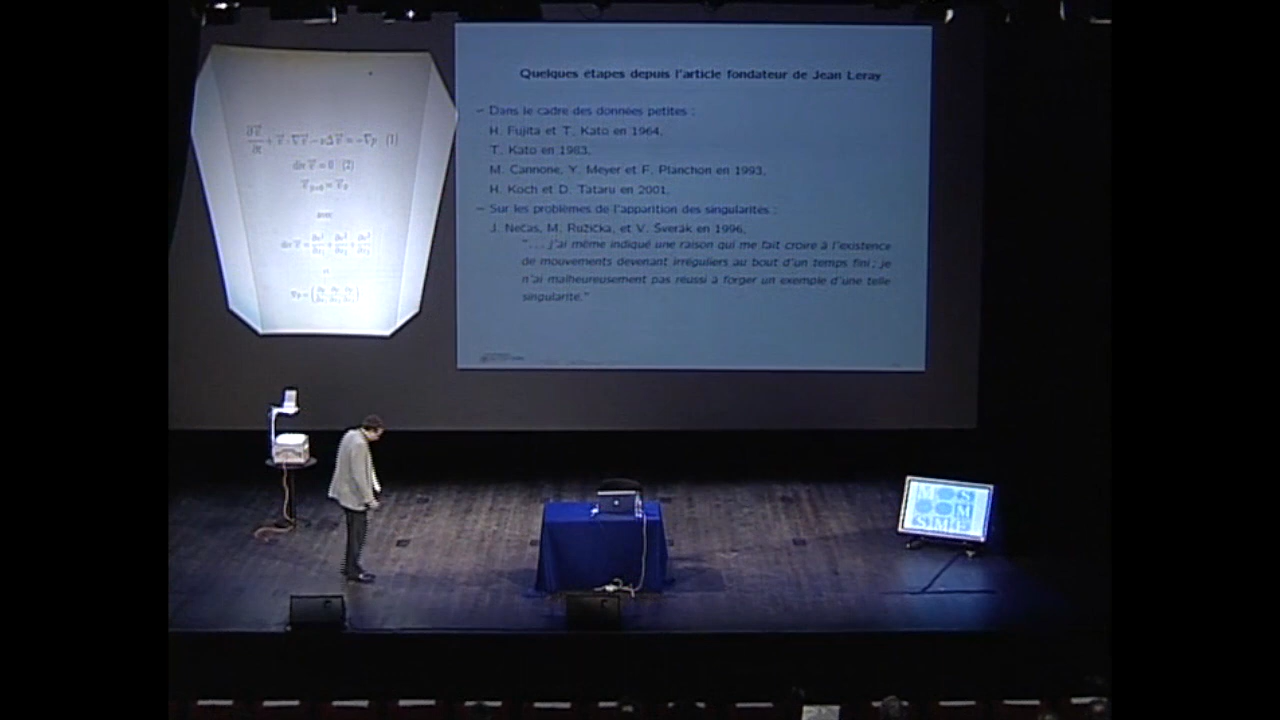 ∂v⃗/∂t + v⃗ · ∇v⃗ − νΔv⃗ = −∇p (1)
div v⃗ = 0 (2)
avec
et
Quelques étapes depuis l'article fondateur de Jean Leray
– Dans le cadre des données petites :
H. Fujita et T. Kato en 1964,
T. Kato en 1983,
M. Cannone, Y. Meyer et F. Planchon en 1993,
H. Koch et D. Tataru en 2001,
– Sur les problèmes de l'apparition des singularités :
J. Nečas, M. Ružička, et V. Šverák en 1996,
"... j'ai même indiqué une raison qui me fait croire à l'existence
de mouvements devenant irréguliers au bout d'un temps fini ; je
n'ai malheureusement pas réussi à forger un exemple d'une telle
singularité."
M S
M
S M F